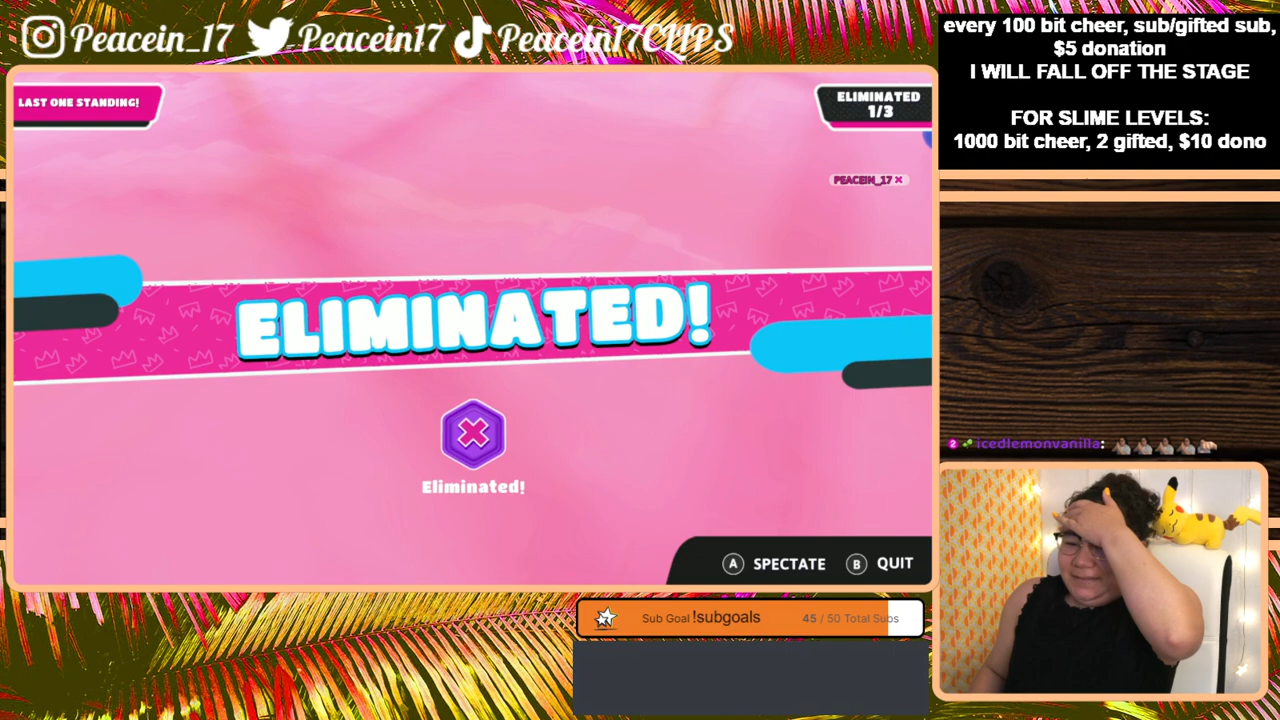 Peacein_17 Peacein17 Peacein17ClIPS
every 100 bit cheer, sub/gifted sub,
$5 donation
I WILL FALL OFF THE STAGE
FOR SLIME LEVELS:
1000 bit cheer, 2 gifted, $10 dono
LAST ONE STANDING!
ELIMINATED
1/3
PEACEIN_17 ×
ELIMINATED!
Eliminated!
A SPECTATE B QUIT
2 icedlemonvanilla:
Sub Goal !subgoals 45 / 50 Total Subs